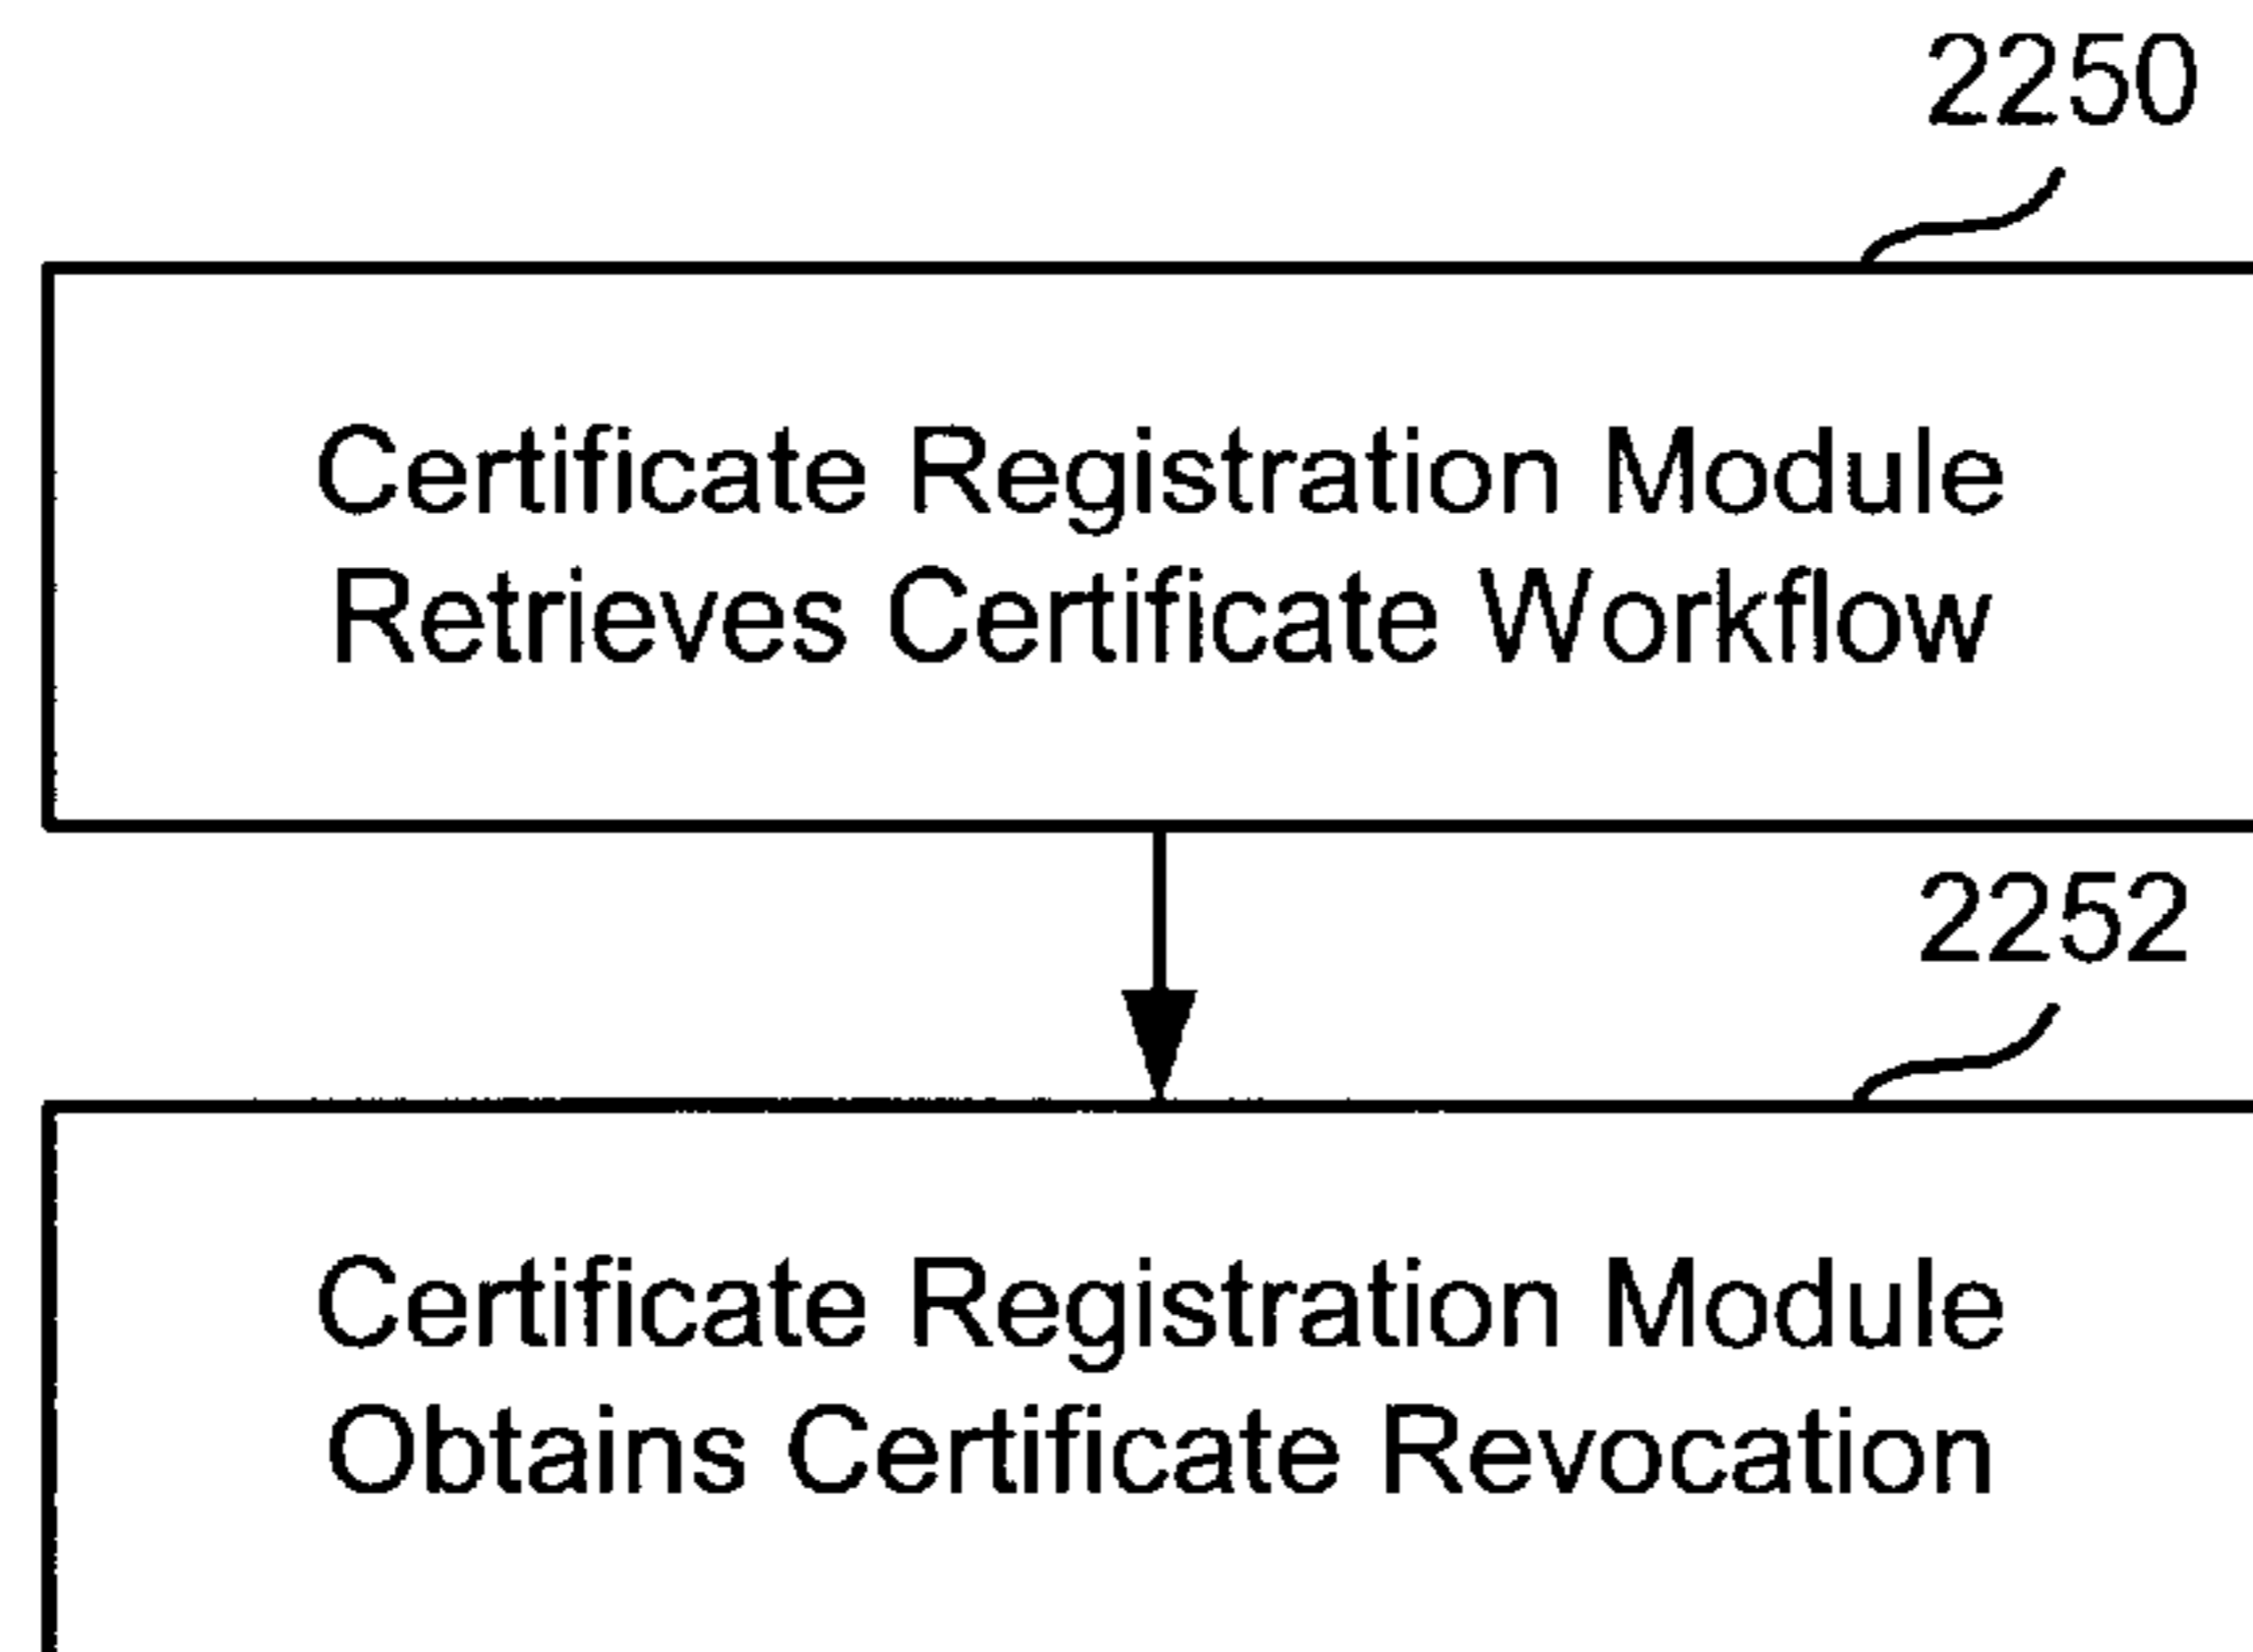 2250
Certificate Registration Module
Retrieves Certificate Workflow
2252
Certificate Registration Module
Obtains Certificate Revocation